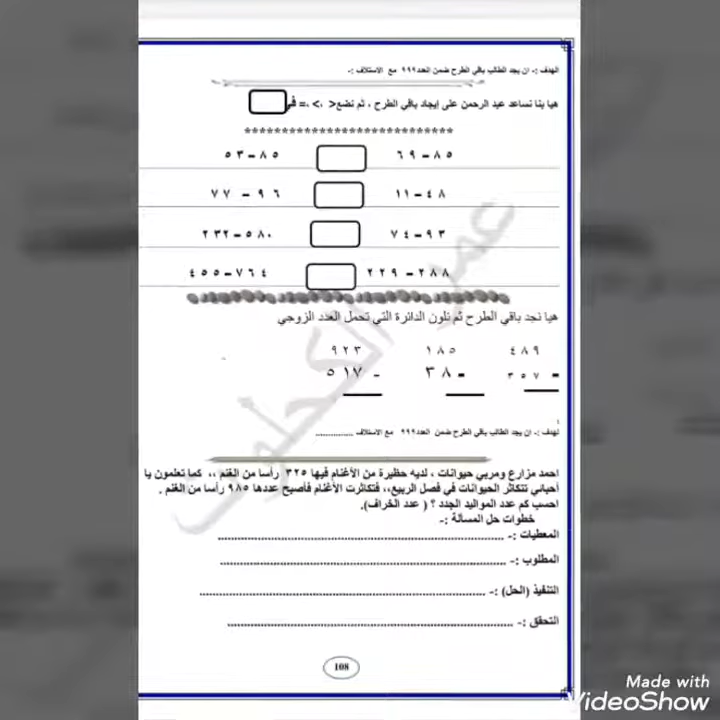 الهدف :- ان يجد الطالب باقي الطرح ضمن العدد ٩٩٩ مع الاستلاف :-
هيا بنا نساعد عبد الرحمن على إيجاد باقي الطرح ، ثم نضع > ،< ،= في
*****************************
٨٥-٦٩ ٨٥-٥٣
٤٨-١١ ٩٦-٧٧
٩٣-٧٤ ٥٨٠-٢٣٢
٢٨٨-٢٢٩ ٧٦٤-٤٥٥
هيا نجد باقي الطرح ثم نلون الدائرة التي تحمل العدد الزوجي
٤٨٩ ١٨٥ ٩٢٣
- ٣٥٧ - ٣٨ - ٥١٧
لهدف :- ان يجد الطالب باقي الطرح ضمن العدد ٩٩٩ مع الاستلاف ..............
احمد مزارع ومربي حيوانات ، لديه حظيرة من الأغنام فيها ٣٢٥ رأسا من الغنم ،، كما تعلمون يا
أحبائي تتكاثر الحيوانات في فصل الربيع،، فتكاثرت الأغنام فأصبح عددها ٩٨٥ رأسا من الغنم .
احسب كم عدد المواليد الجدد ؟ ( عدد الخراف).
خطوات حل المسألة :-
المعطيات :- ........................................................................
المطلوب :- ........................................................................
التنفيذ (الحل) :- ........................................................................
التحقق :- ........................................................................
108
عمر الكحلوت
Made with
VideoShow